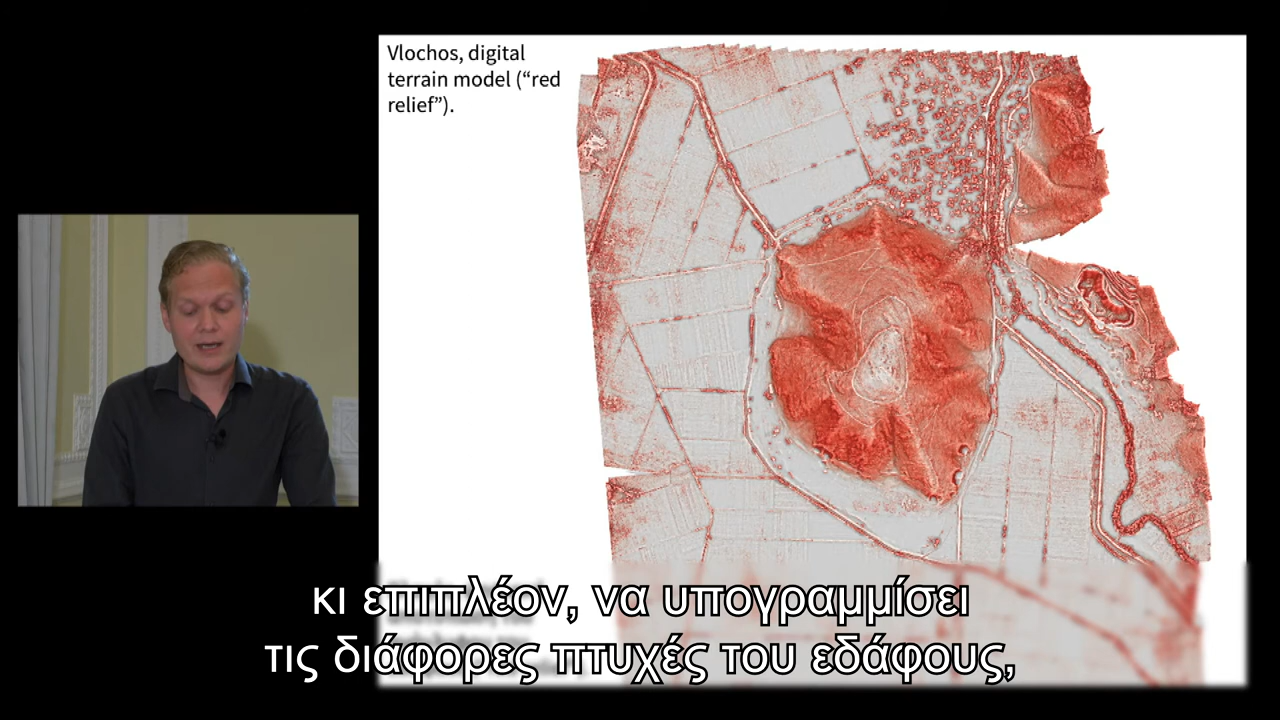 Vlochos, digital
terrain model (“red
relief”).
κι επιπλέον, να υπογραμμίσει
τις διάφορες πτυχές του εδάφους,